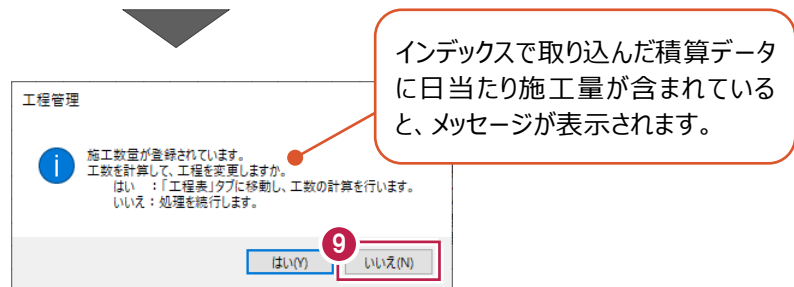 インデックスで取り込んだ積算データ
に日当たり施工量が含まれている
と、メッセージが表示されます。
工程管理
施工数量が登録されています。
工数を計算して、工程を変更しますか。
はい ：「工程表」タブに移動し、工数の計算を行います。
いいえ：処理を続行します。
9
はい(Y) いいえ(N)